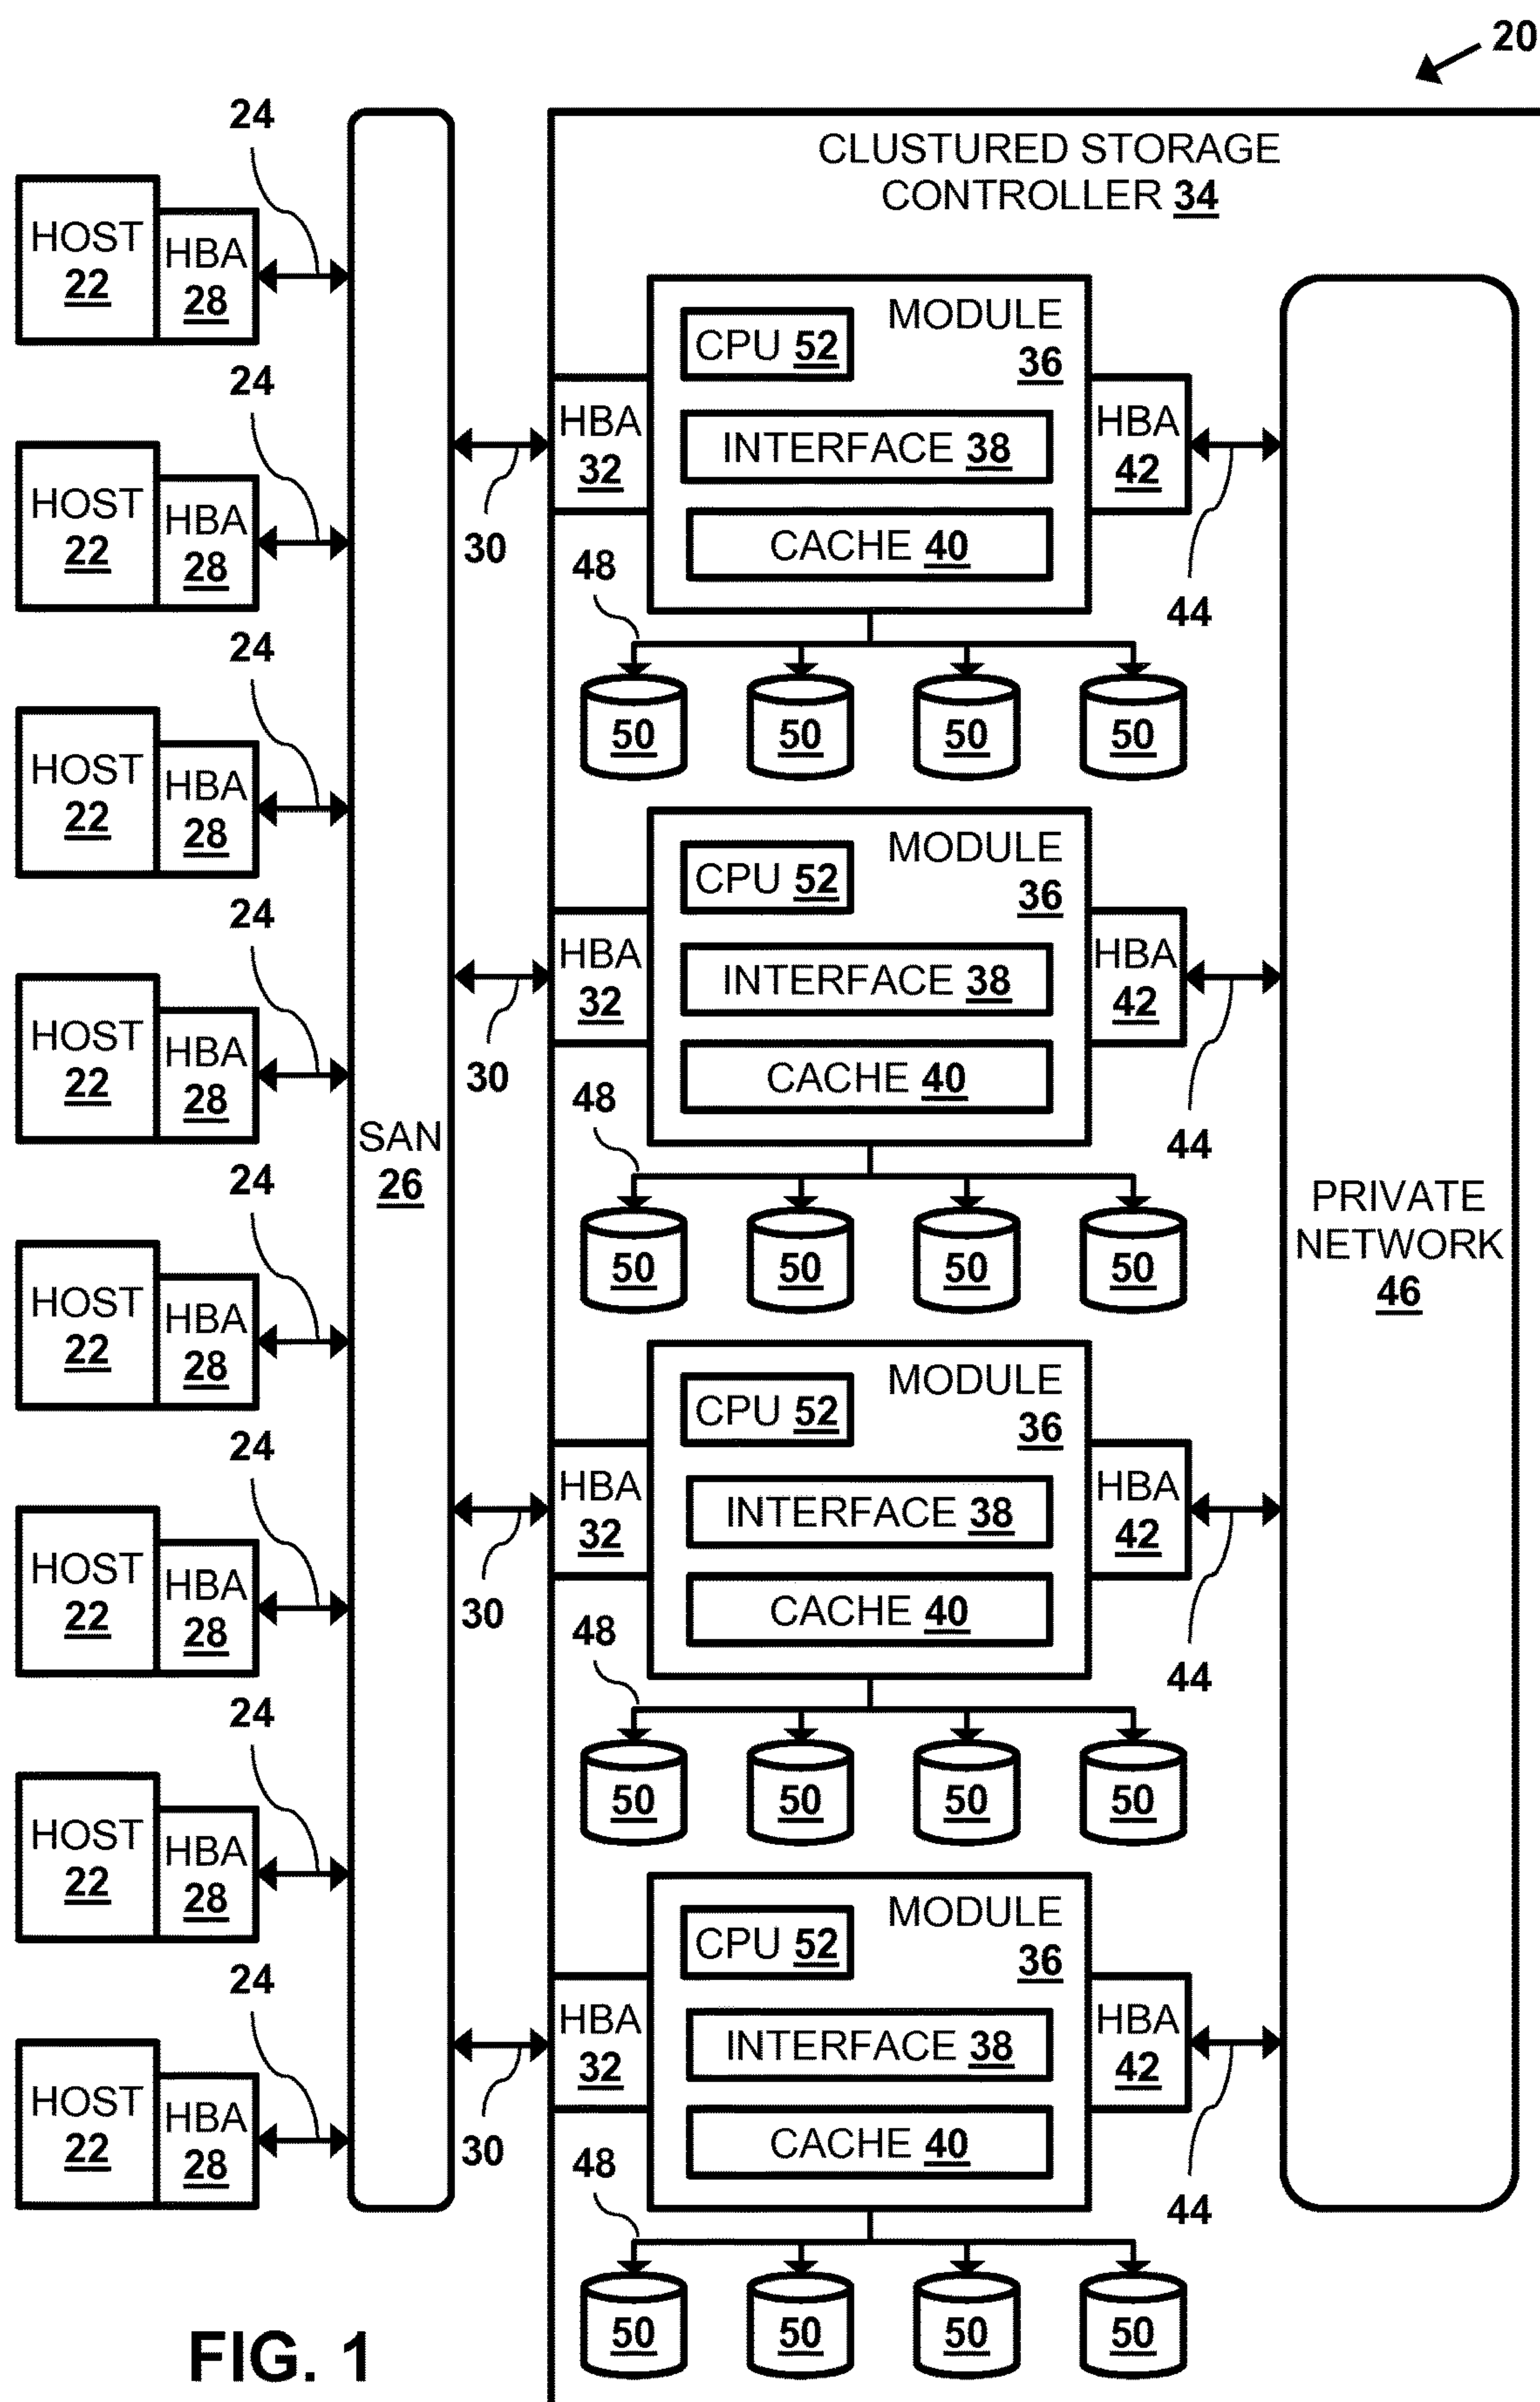 20
CLUSTURED STORAGE
CONTROLLER 34
24
HOST
22
HBA
28
24
HOST
22
HBA
28
24
HOST
22
HBA
28
24
HOST
22
HBA
28
24
HOST
22
HBA
28
24
HOST
22
HBA
28
24
HOST
22
HBA
28
24
HOST
22
HBA
28
SAN
26
30
HBA
32
MODULE
36
CPU 52
INTERFACE 38
CACHE 40
HBA
42
44
48
50
50
50
50
30
HBA
32
MODULE
36
CPU 52
INTERFACE 38
CACHE 40
HBA
42
44
48
50
50
50
50
30
HBA
32
MODULE
36
CPU 52
INTERFACE 38
CACHE 40
HBA
42
44
48
50
50
50
50
30
HBA
32
MODULE
36
CPU 52
INTERFACE 38
CACHE 40
HBA
42
44
48
50
50
50
50
PRIVATE
NETWORK
46
FIG. 1